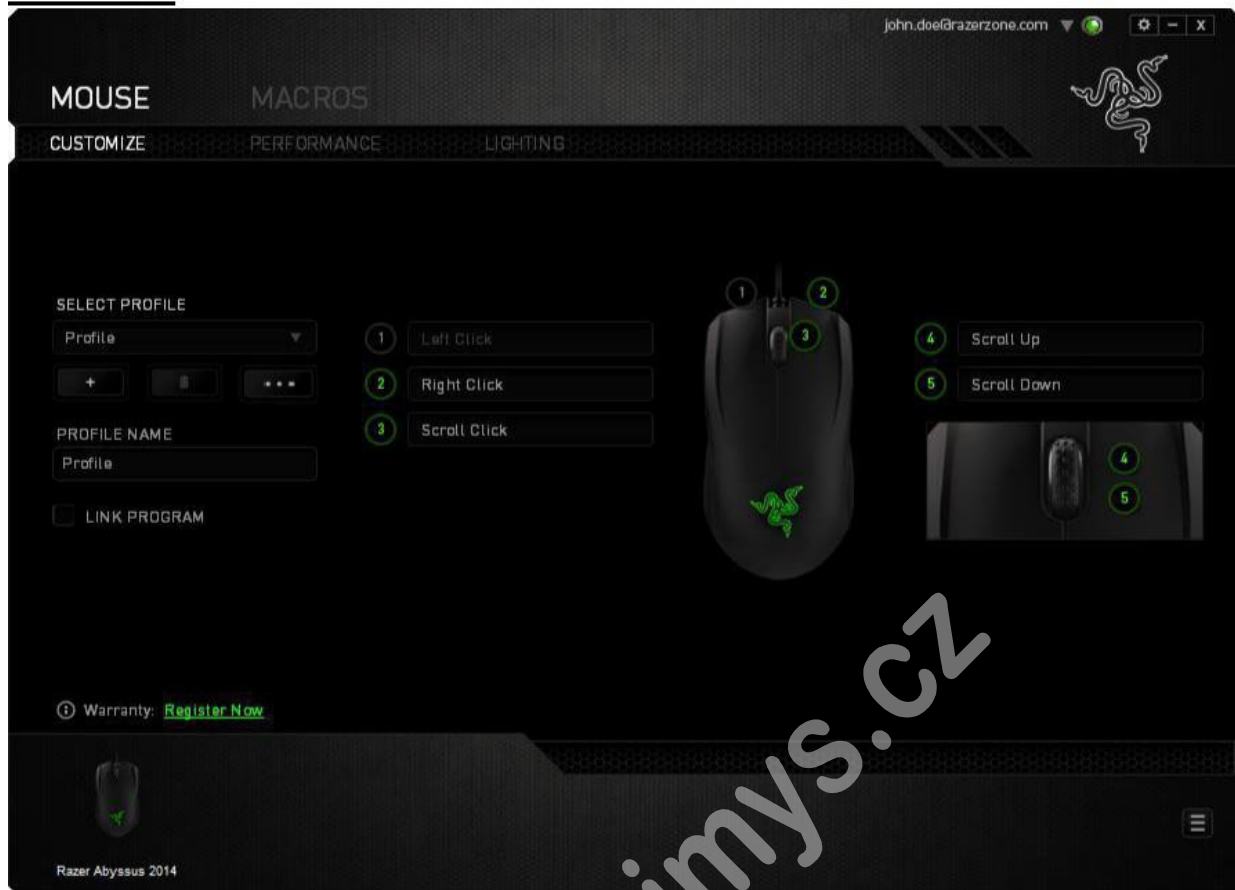 john.doe@razerzone.com
x
MOUSE
MACROS
CUSTOMIZE
PERFORMANCE
LIGHTING
SELECT PROFILE
Profile
+
PROFILE NAME
Profile
LINK PROGRAM
1 Left Click
2 Right Click
3 Scroll Click
1
2
3
4 Scroll Up
5 Scroll Down
4
5
Warranty: Register Now
Razer Abyssus 2014
imys.cz